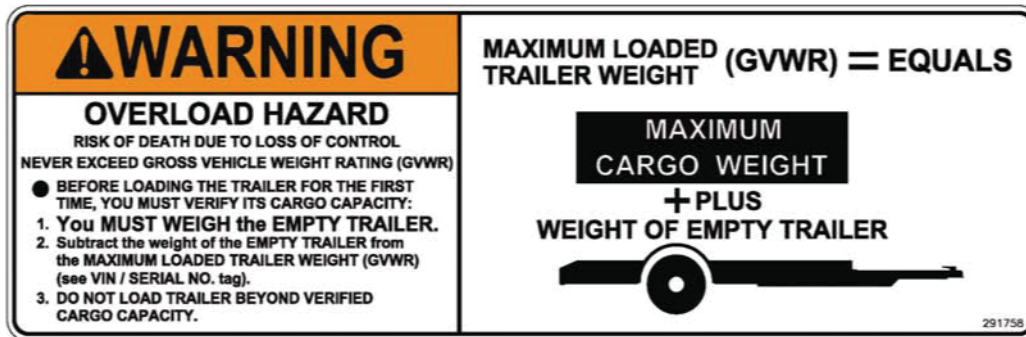 WARNING
OVERLOAD HAZARD
RISK OF DEATH DUE TO LOSS OF CONTROL
NEVER EXCEED GROSS VEHICLE WEIGHT RATING (GVWR)
● BEFORE LOADING THE TRAILER FOR THE FIRST
TIME, YOU MUST VERIFY ITS CARGO CAPACITY:
1. You MUST WEIGH the EMPTY TRAILER.
2. Subtract the weight of the EMPTY TRAILER from
the MAXIMUM LOADED TRAILER WEIGHT (GVWR)
(see VIN / SERIAL NO. tag).
3. DO NOT LOAD TRAILER BEYOND VERIFIED
CARGO CAPACITY.
MAXIMUM LOADED
TRAILER WEIGHT (GVWR) = EQUALS
MAXIMUM
CARGO WEIGHT
+ PLUS
WEIGHT OF EMPTY TRAILER
291758